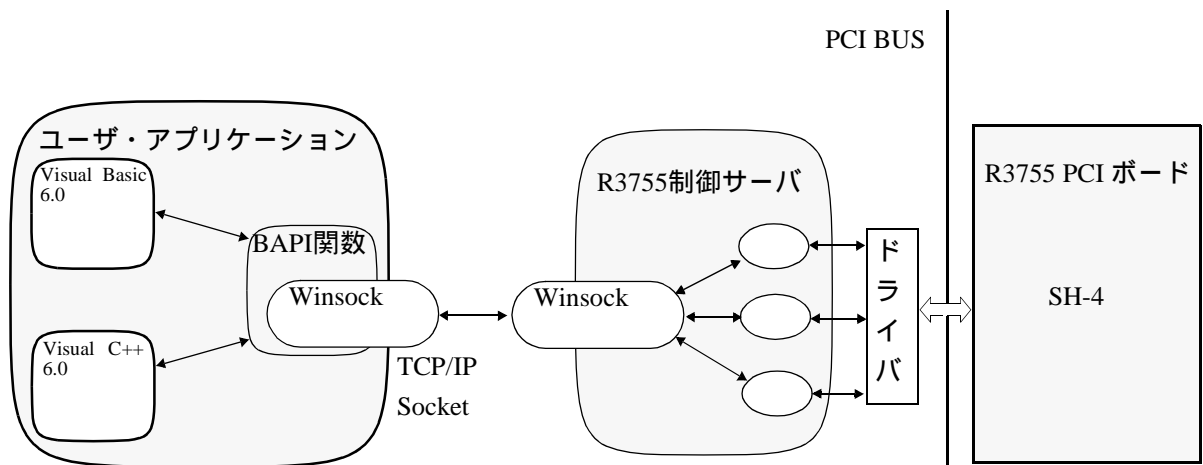 PCI BUS
ユーザ・アプリケーション
Visual Basic
6.0
BAPI関数
Winsock
Visual C++
6.0
TCP/IP
Socket
R3755制御サーバ
Winsock
ドライバ
R3755 PCI ボード
SH-4